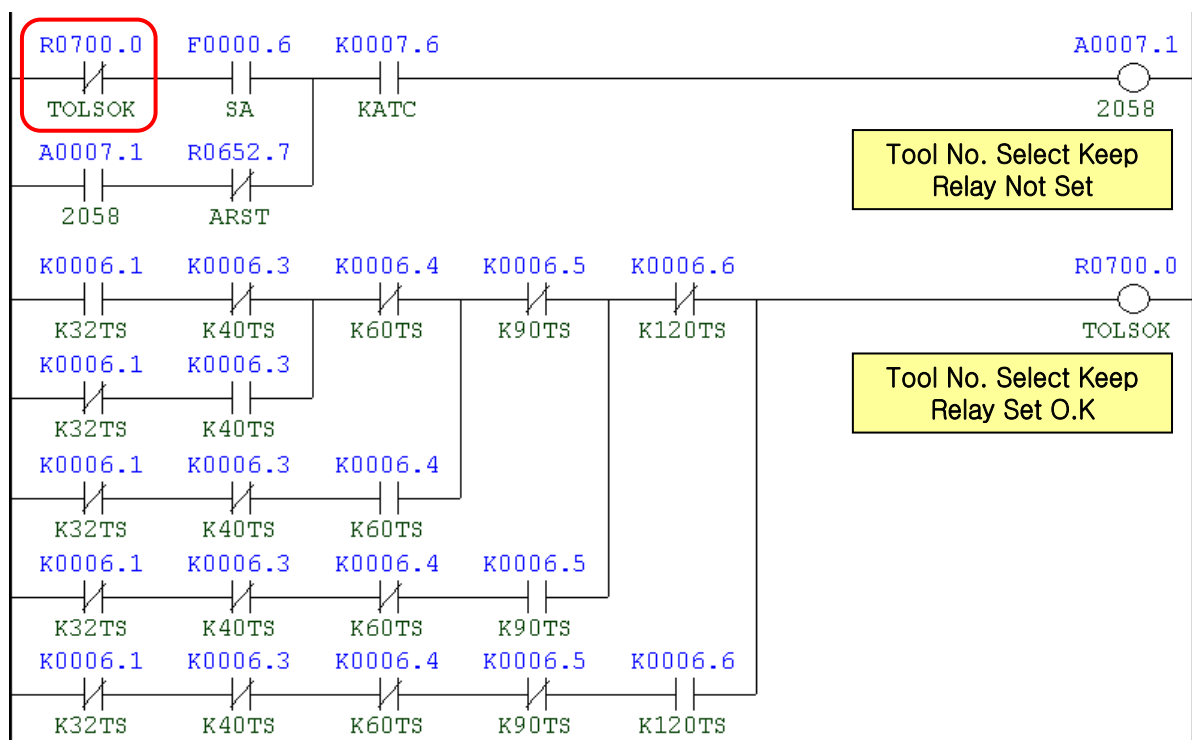 R0700.0 F0000.6 K0007.6 A0007.1
TOLSOK SA KATC 2058
A0007.1 R0652.7
2058 ARST
Tool No. Select Keep
Relay Not Set
K0006.1 K0006.3 K0006.4 K0006.5 K0006.6 R0700.0
K32TS K40TS K60TS K90TS K120TS TOLSOK
K0006.1 K0006.3
K32TS K40TS
Tool No. Select Keep
Relay Set O.K
K0006.1 K0006.3 K0006.4
K32TS K40TS K60TS
K0006.1 K0006.3 K0006.4 K0006.5
K32TS K40TS K60TS K90TS
K0006.1 K0006.3 K0006.4 K0006.5 K0006.6
K32TS K40TS K60TS K90TS K120TS